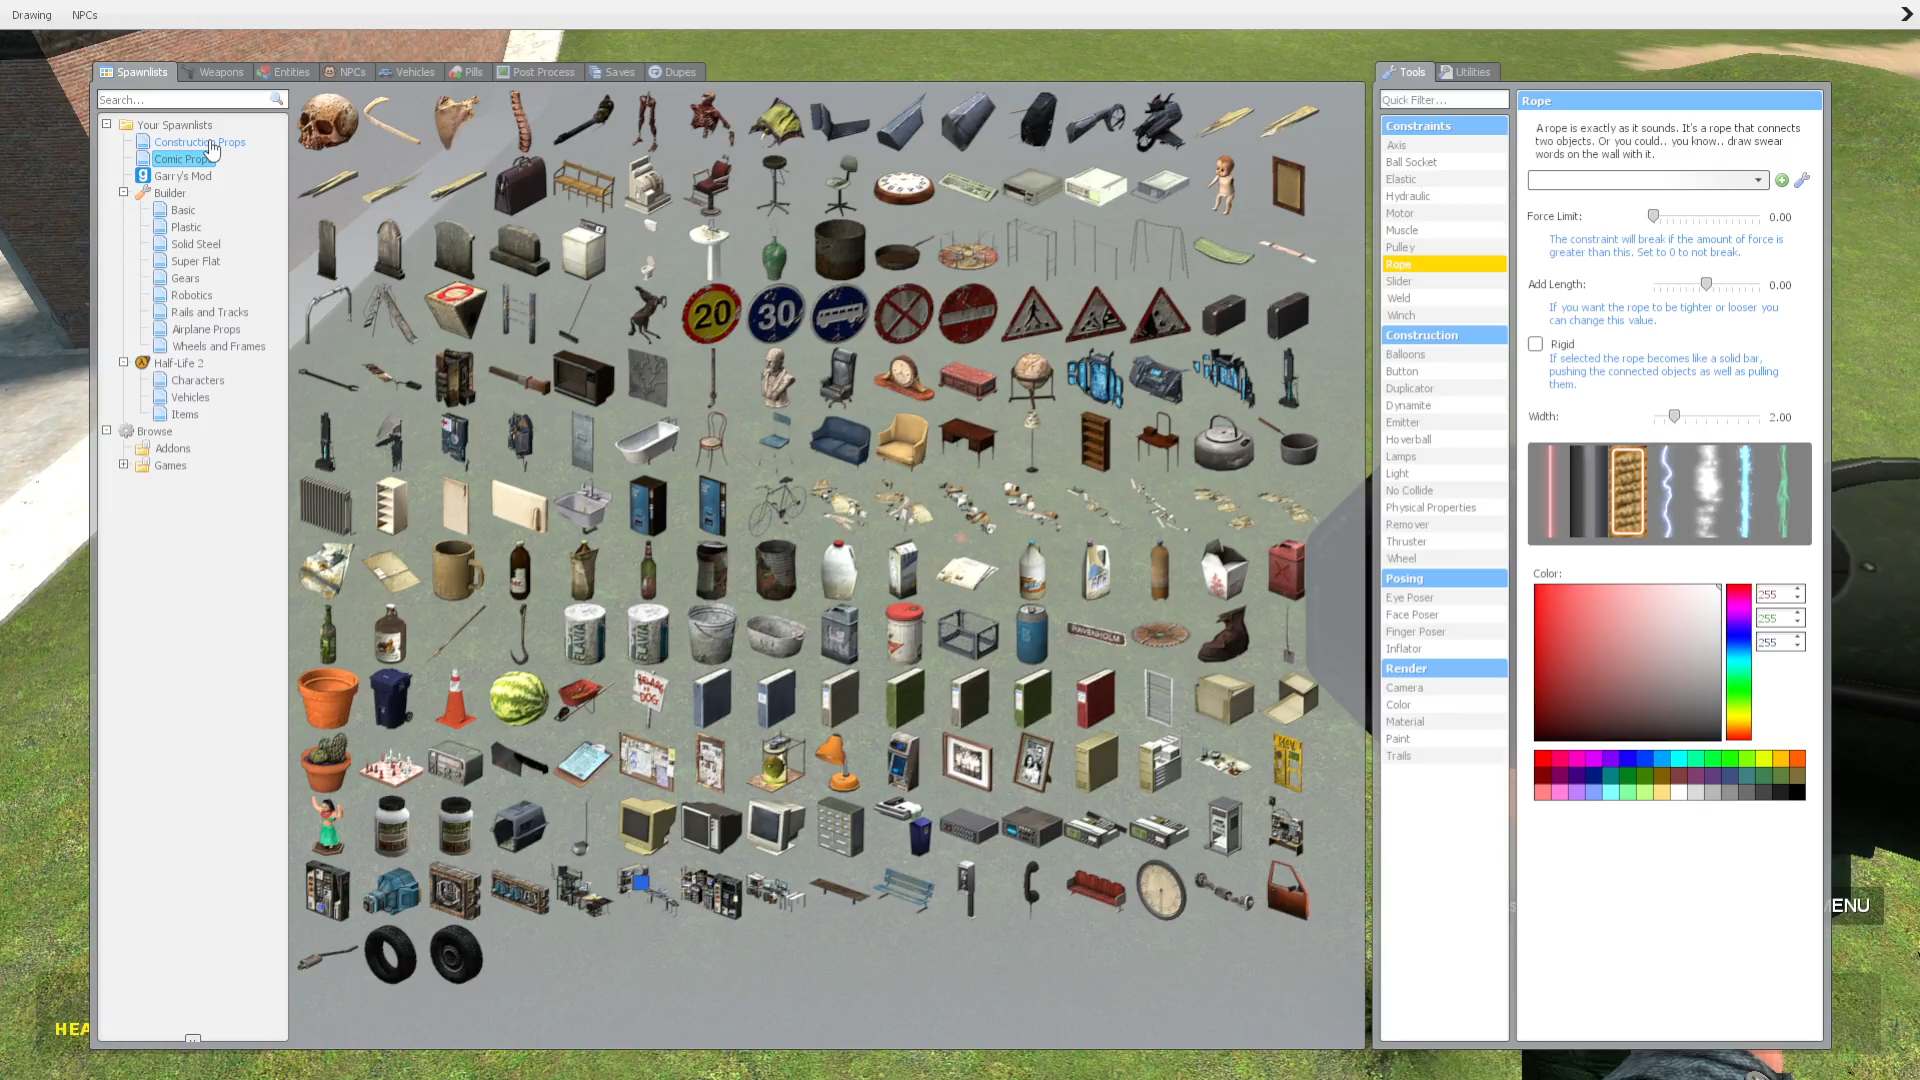 Drawing NPCs
Spawnlists Weapons Entities NPCs Vehicles Pills Post Process Saves Dupes
Tools Utilities
Search...
Your Spawnlists
Construction Props
Comic Props
Garry's Mod
Builder
Basic
Plastic
Solid Steel
Super Flat
Gears
Robotics
Rails and Tracks
Airplane Props
Wheels and Frames
Half-Life 2
Characters
Vehicles
Items
Browse
Addons
Games
20
30
BEWARE of DOG
RAVENHOLM
Quick Filter...
Constraints
Axis
Ball Socket
Elastic
Hydraulic
Motor
Muscle
Pulley
Rope
Slider
Weld
Winch
Construction
Balloons
Button
Duplicator
Dynamite
Emitter
Hoverball
Lamps
Light
No Collide
Physical Properties
Remover
Thruster
Wheel
Posing
Eye Poser
Face Poser
Finger Poser
Inflator
Render
Camera
Color
Material
Paint
Trails
Rope
A rope is exactly as it sounds. It's a rope that connects
two objects. Or you could.. you know.. draw swear
words on the wall with it.
Force Limit: 0.00
The constraint will break if the amount of force is
greater than this. Set to 0 to not break.
Add Length: 0.00
If you want the rope to be tighter or looser you
can change this value.
Rigid
If selected the rope becomes like a solid bar,
pushing the connected objects as well as pulling
them.
Width: 2.00
Color:
255
255
255
HEA
ENU